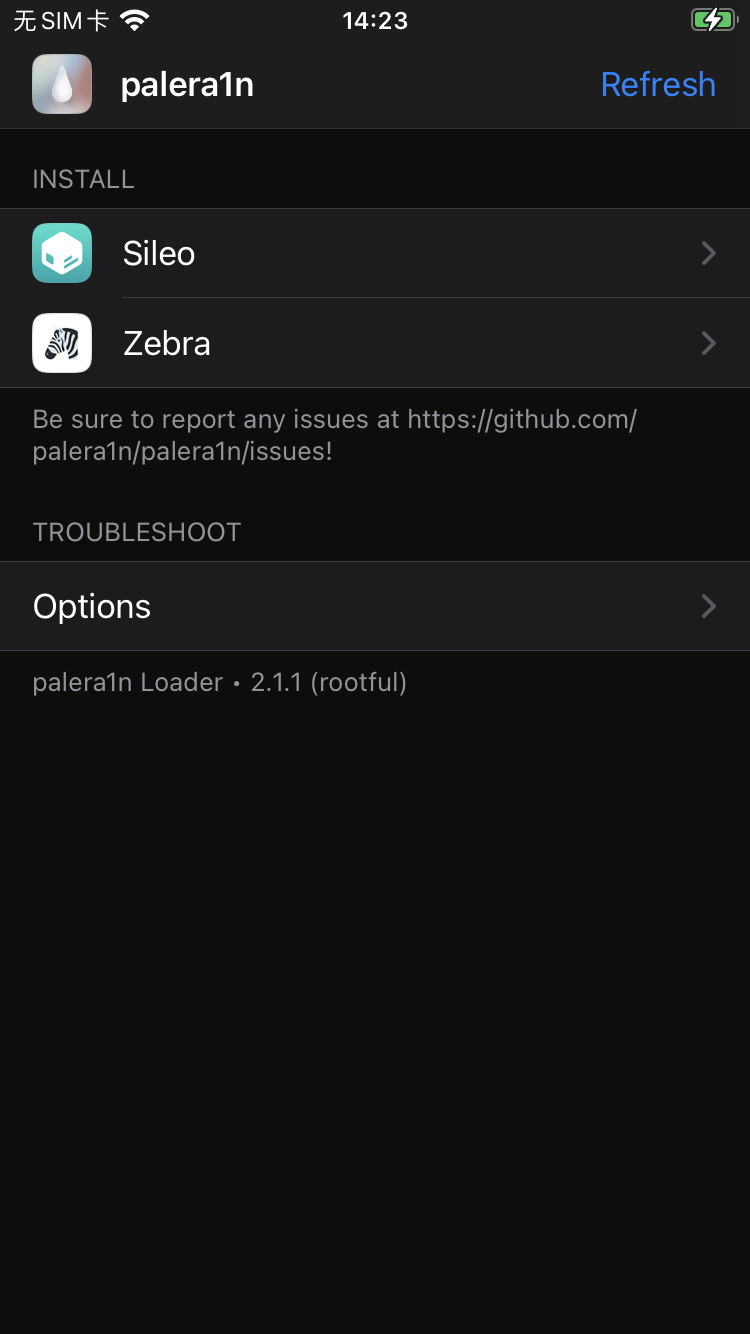 无 SIM 卡
14:23
palera1n
Refresh
INSTALL
Sileo
Zebra
Be sure to report any issues at https://github.com/
palera1n/palera1n/issues!
TROUBLESHOOT
Options
palera1n Loader • 2.1.1 (rootful)